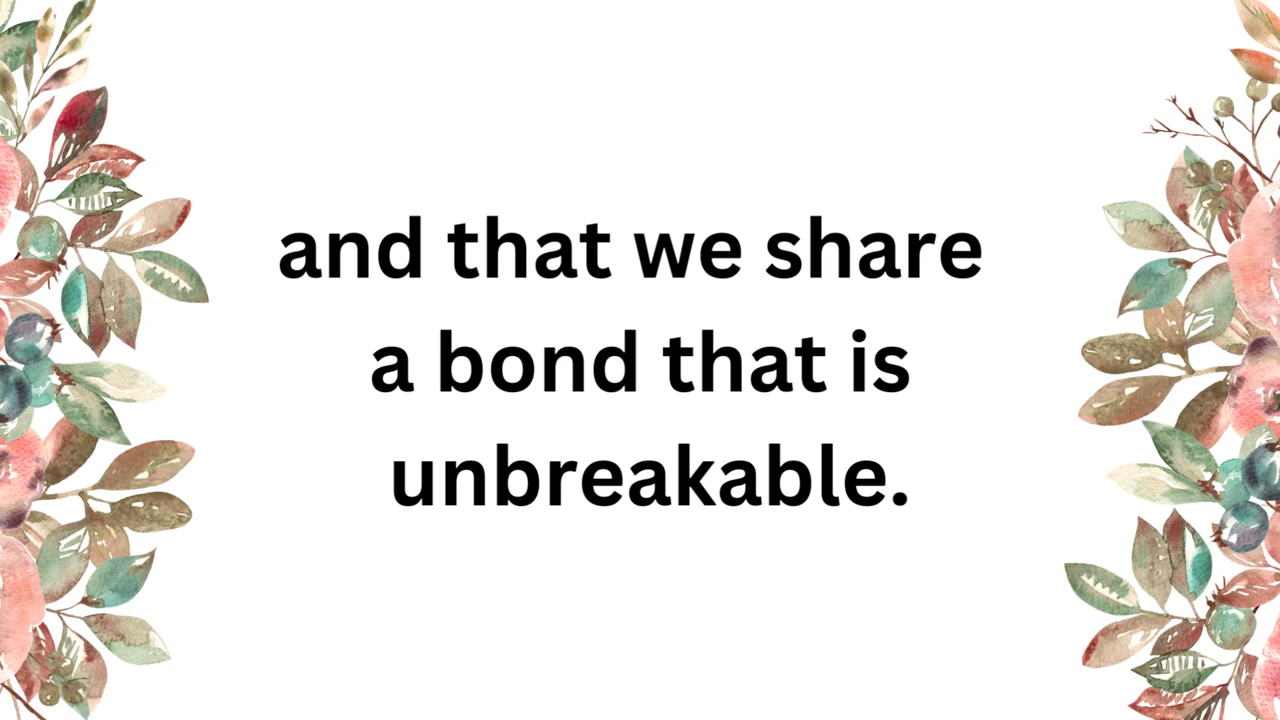 and that we share
a bond that is
unbreakable.